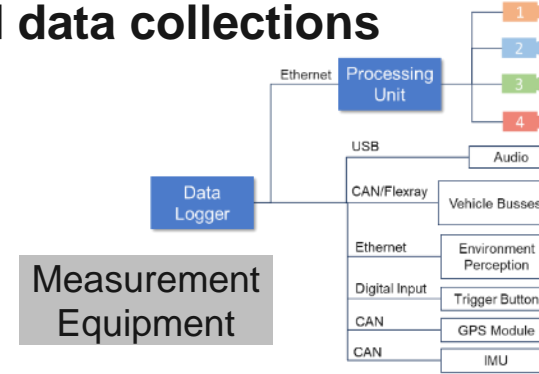 data collections
1
Ethernet
Processing
Unit
2
3
4
USB
Audio
Data
Logger
CAN/Flexray
Vehicle Busses
Ethernet
Environment
Perception
Measurement
Equipment
Digital Input
Trigger Button
CAN
GPS Module
CAN
IMU